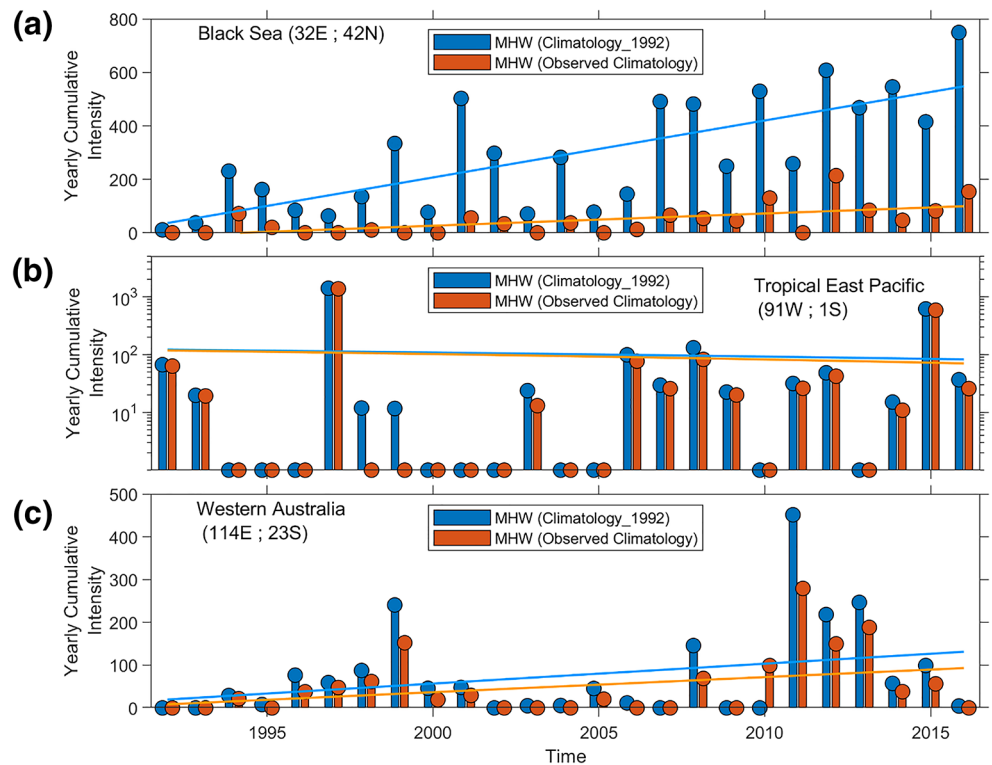 (a)
Black Sea (32E ; 42N)
MHW (Climatology_1992)
MHW (Observed Climatology)
Yearly Cumulative
Intensity
800
600
400
200
0
(b)
MHW (Climatology_1992)
MHW (Observed Climatology)
Tropical East Pacific
(91W ; 1S)
Yearly Cumulative
Intensity
10³
10²
10¹
(c)
Western Australia
(114E ; 23S)
MHW (Climatology_1992)
MHW (Observed Climatology)
Yearly Cumulative
Intensity
500
400
300
200
100
0
1995 2000 2005 2010 2015
Time